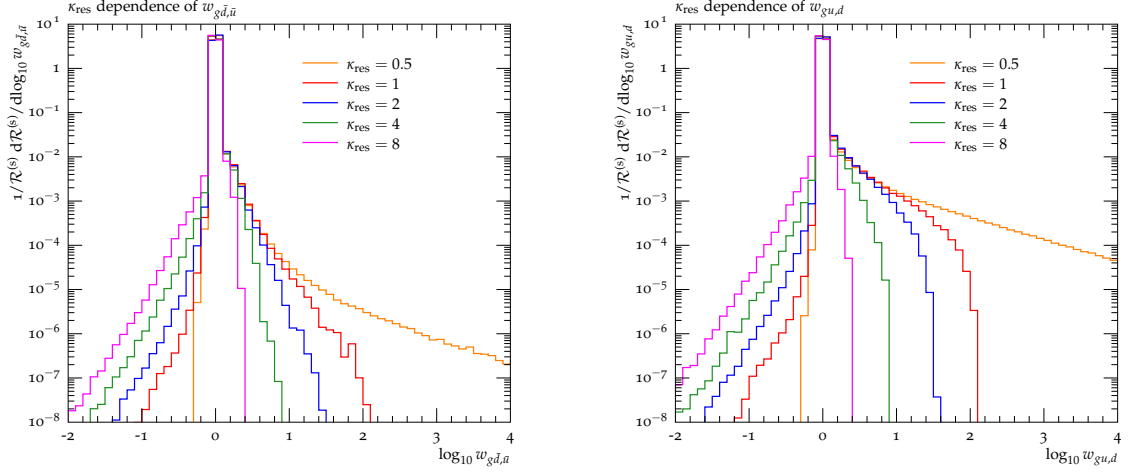 κres dependence of wgd̄,ū
1/R(s) dR(s)/dlog10 wgd̄,ū
10^1
1
10^−1
10^−2
10^−3
10^−4
10^−5
10^−6
10^−7
10^−8
κres = 0.5
κres = 1
κres = 2
κres = 4
κres = 8
-2 -1 0 1 2 3 4
log10 wgd̄,ū
κres dependence of wgu,d
1/R(s) dR(s)/dlog10 wgu,d
10^1
1
10^−1
10^−2
10^−3
10^−4
10^−5
10^−6
10^−7
10^−8
κres = 0.5
κres = 1
κres = 2
κres = 4
κres = 8
-2 -1 0 1 2 3 4
log10 wgu,d